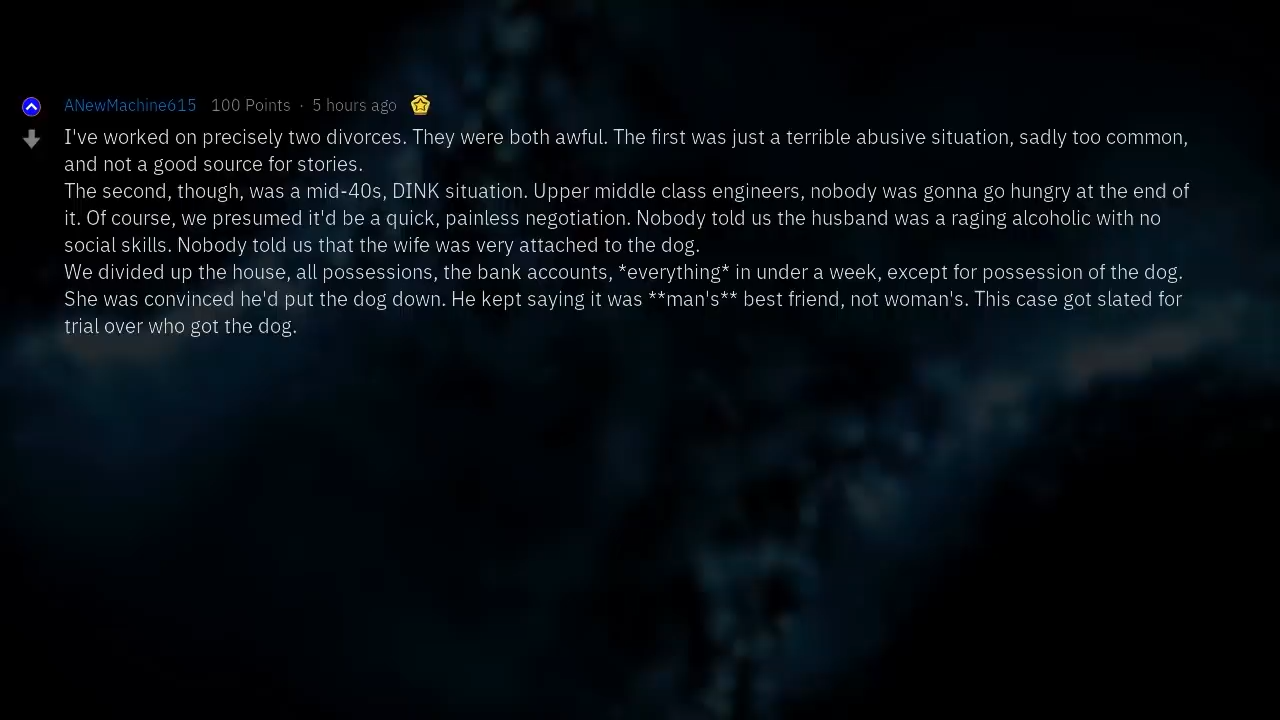 ANewMachine615 100 Points · 5 hours ago
I've worked on precisely two divorces. They were both awful. The first was just a terrible abusive situation, sadly too common,
and not a good source for stories.
The second, though, was a mid-40s, DINK situation. Upper middle class engineers, nobody was gonna go hungry at the end of
it. Of course, we presumed it'd be a quick, painless negotiation. Nobody told us the husband was a raging alcoholic with no
social skills. Nobody told us that the wife was very attached to the dog.
We divided up the house, all possessions, the bank accounts, *everything* in under a week, except for possession of the dog.
She was convinced he'd put the dog down. He kept saying it was **man's** best friend, not woman's. This case got slated for
trial over who got the dog.